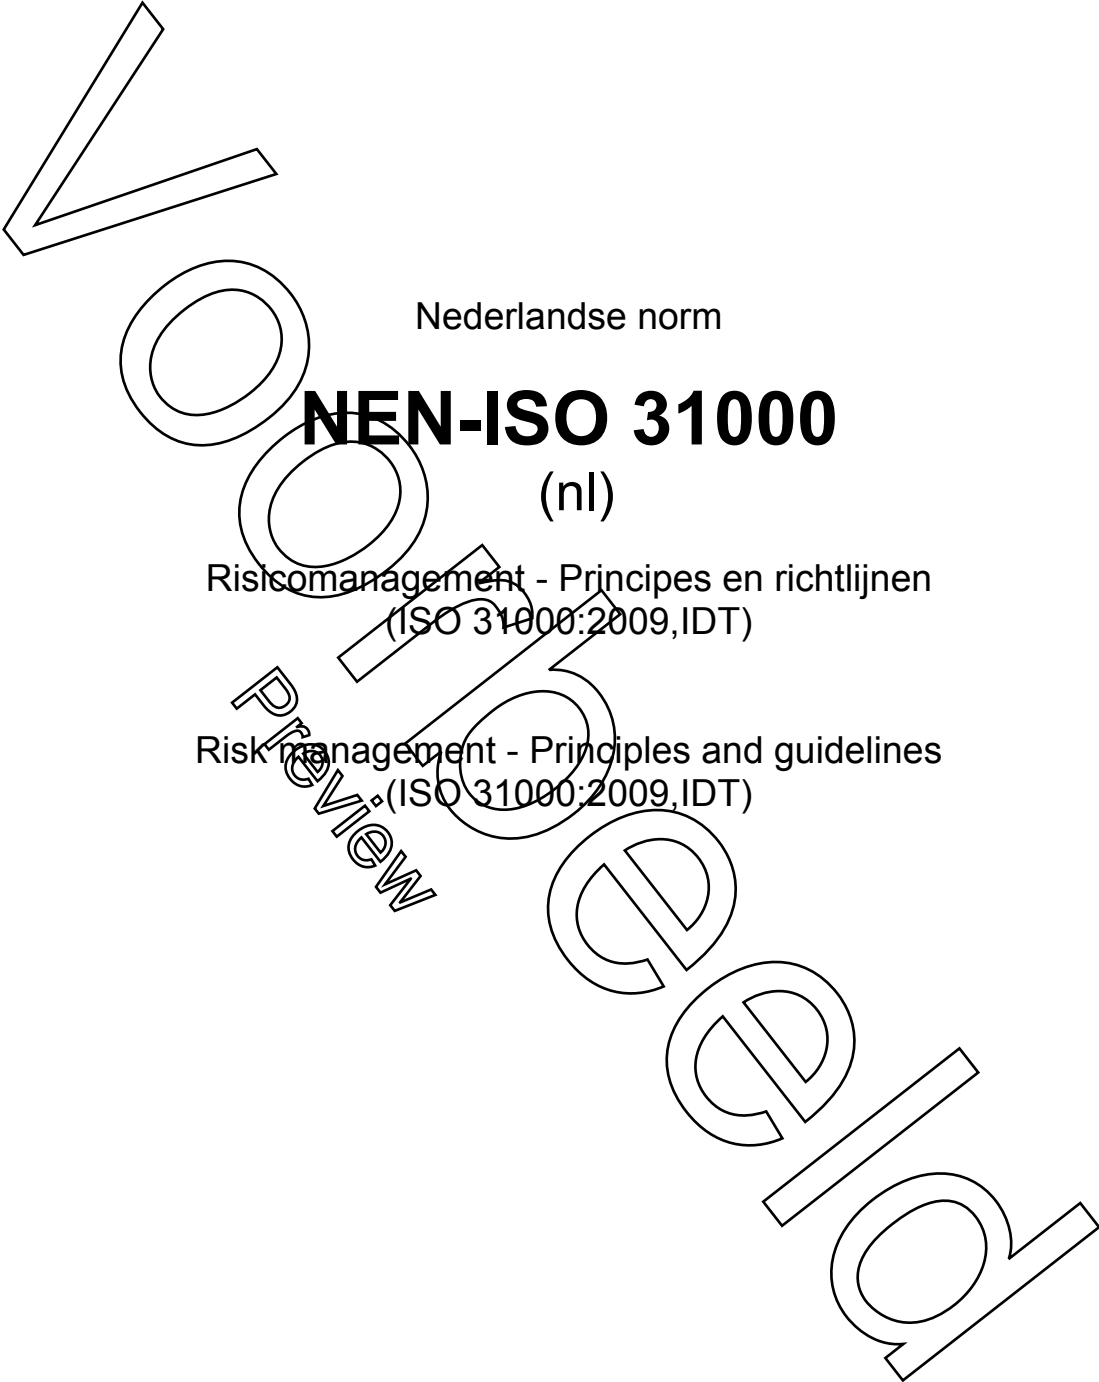 Nederlandse norm
NEN-ISO 31000
(nl)
Risicomanagement - Principes en richtlijnen
(ISO 31000:2009,IDT)
Risk management - Principles and guidelines
(ISO 31000:2009,IDT)
Voorbeeld
Preview